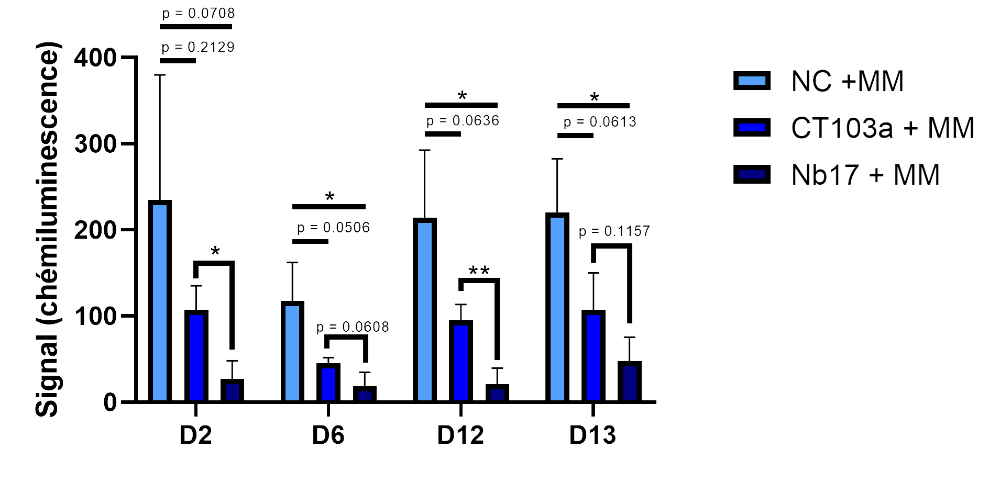 p = 0.0708
p = 0.2129
Signal (chémiluminescence)
400
300
200
100
0
*
*
p = 0.0506
p = 0.0608
*
p = 0.0636
**
*
p = 0.0613
p = 0.1157
D2
D6
D12
D13
NC +MM
CT103a + MM
Nb17 + MM